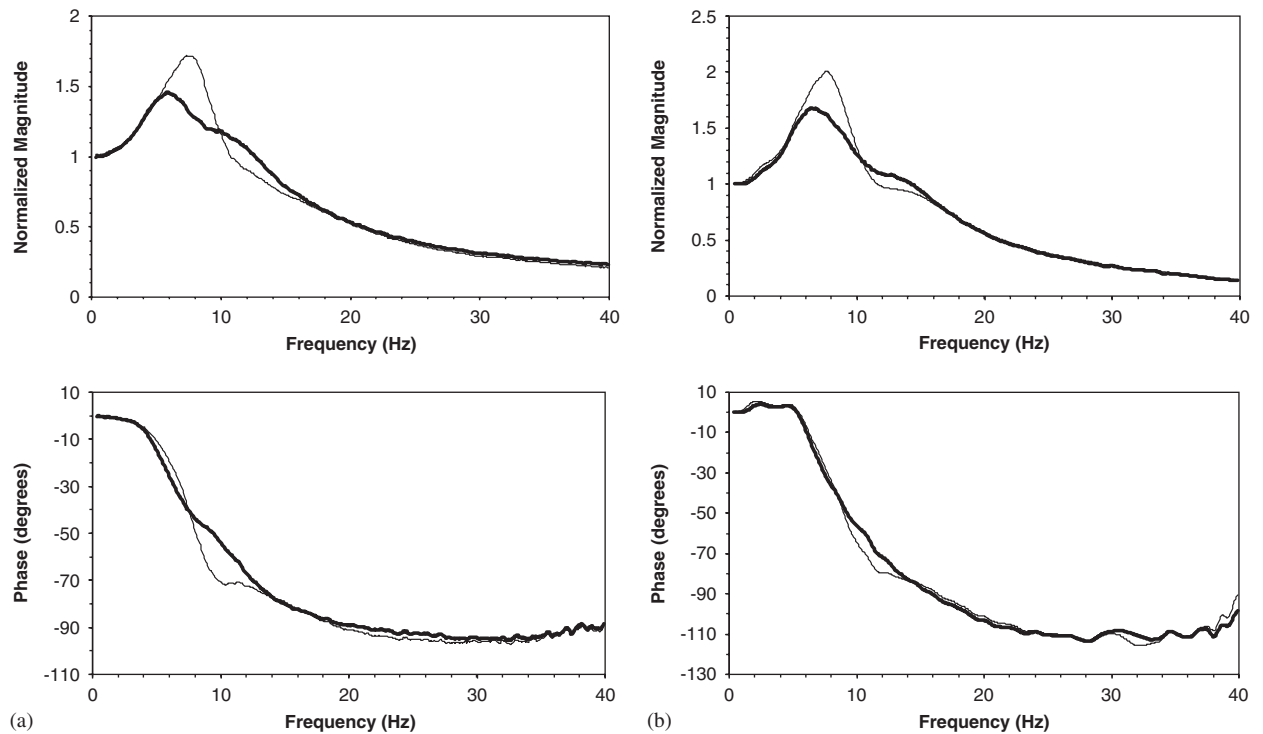 2
1.5
1
0.5
0
Normalized Magnitude
0 10 20 30 40
Frequency (Hz)
2.5
2
1.5
1
0.5
0
Normalized Magnitude
0 10 20 30 40
Frequency (Hz)
10
-10
-30
-50
-70
-90
-110
Phase (degrees)
0 10 20 30 40
(a) Frequency (Hz)
10
-10
-30
-50
-70
-90
-110
-130
Phase (degrees)
0 10 20 30 40
(b) Frequency (Hz)